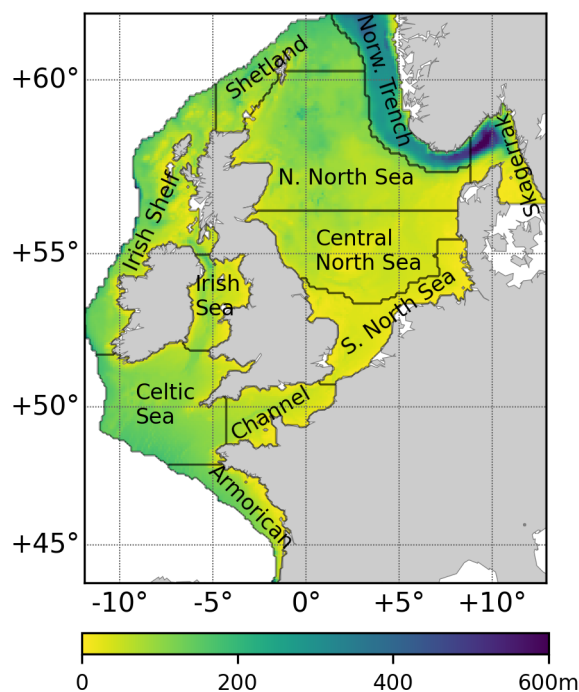 +60°
+55°
+50°
+45°
Shetland
Norw. Trench
Skagerrak
N. North Sea
Irish Shelf
Central
North Sea
Irish
Sea
S. North Sea
Celtic
Sea
Channel
Armorican
-10°
-5°
0°
+5°
+10°
0
200
400
600m